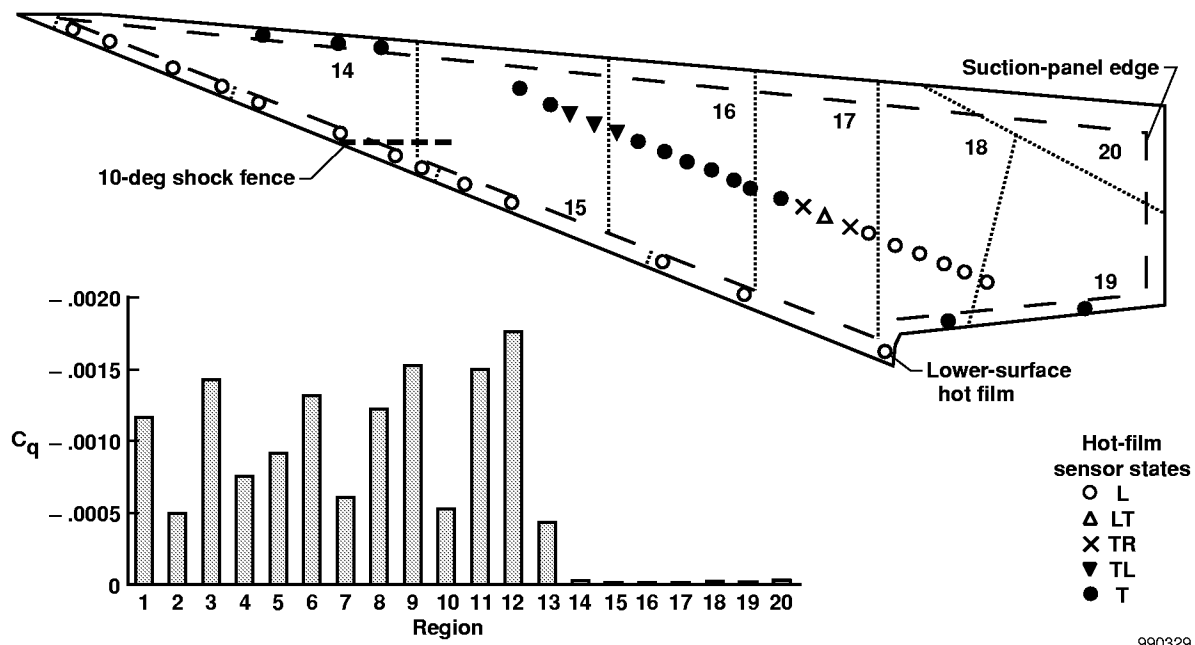 14
16
17
18
20
Suction-panel edge
10-deg shock fence
15
19
Lower-surface
hot film
– .0020
– .0015
– .0010
– .0005
0
Cq
1 2 3 4 5 6 7 8 9 10 11 12 13 14 15 16 17 18 19 20
Region
Hot-film
sensor states
L
LT
TR
TL
T
990329